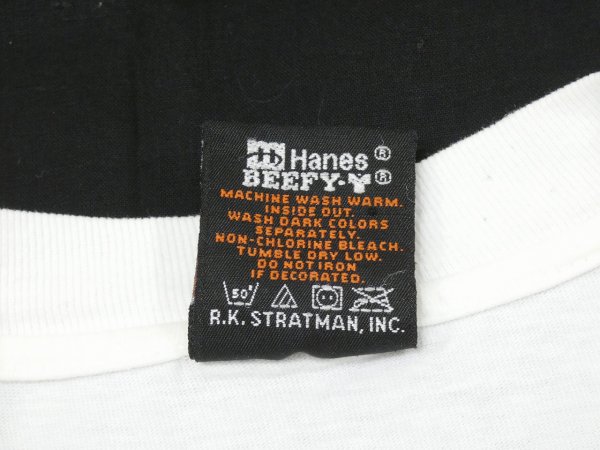 Hanes®
BEEFY-T®
MACHINE WASH WARM.
INSIDE OUT.
WASH DARK COLORS
SEPARATELY.
NON-CHLORINE BLEACH.
TUMBLE DRY LOW.
DO NOT IRON
IF DECORATED.
50°
R.K. STRATMAN, INC.